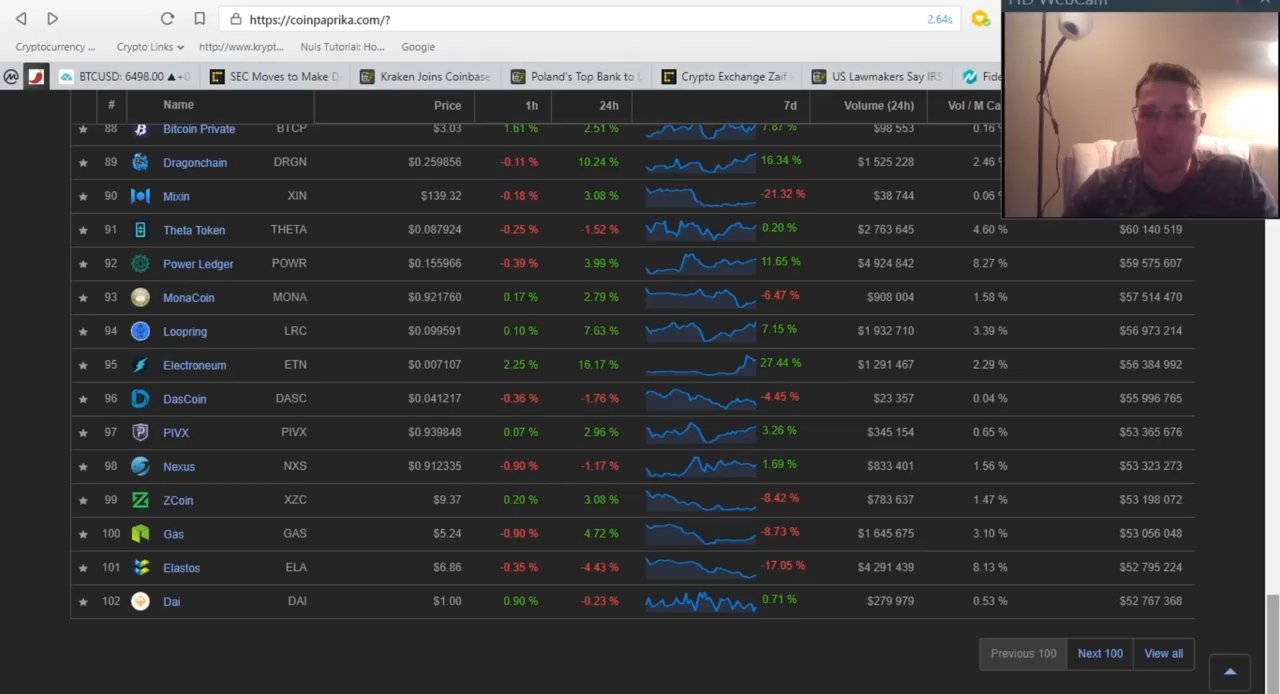 HD WebCam
https://coinpaprika.com/?
2.64s
Cryptocurrency ... Crypto Links http://www.krypt... Nuls Tutorial: Ho... Google
BTCUSD: 6498.00 ▲+0 SEC Moves to Make D Kraken Joins Coinbase Poland's Top Bank to Crypto Exchange Zaif US Lawmakers Say IRS Fide
# Name Price 1h 24h 7d Volume (24h) Vol / M Ca
88 Bitcoin Private BTCP $3.03 1.61 % 2.51 % 7.87 % $98 553 0.16
89 Dragonchain DRGN $0.259856 -0.11 % 10.24 % 16.34 % $1 525 228 2.46
90 Mixin XIN $139.32 -0.18 % 3.08 % -21.32 % $38 744 0.06
91 Theta Token THETA $0.087924 -0.25 % -1.52 % 0.20 % $2 763 645 4.60 % $60 140 519
92 Power Ledger POWR $0.155966 -0.39 % 3.99 % 11.65 % $4 924 842 8.27 % $59 575 607
93 MonaCoin MONA $0.921760 0.17 % 2.79 % -6.47 % $908 004 1.58 % $57 514 470
94 Loopring LRC $0.099591 0.10 % 7.63 % 7.15 % $1 932 710 3.39 % $56 973 214
95 Electroneum ETN $0.007107 2.25 % 16.17 % 27.44 % $1 291 467 2.29 % $56 384 992
96 DasCoin DASC $0.041217 -0.36 % -1.76 % -4.45 % $23 357 0.04 % $55 996 765
97 PIVX PIVX $0.939848 0.07 % 2.96 % 3.26 % $345 154 0.65 % $53 365 676
98 Nexus NXS $0.912335 -0.90 % -1.17 % 1.69 % $833 401 1.56 % $53 323 273
99 ZCoin XZC $9.37 0.20 % 3.08 % -8.42 % $783 637 1.47 % $53 198 072
100 Gas GAS $5.24 -0.90 % 4.72 % -8.73 % $1 645 675 3.10 % $53 056 048
101 Elastos ELA $6.86 -0.35 % -4.43 % -17.05 % $4 291 439 8.13 % $52 795 224
102 Dai DAI $1.00 0.90 % -0.23 % 0.71 % $279 979 0.53 % $52 767 368
Previous 100 Next 100 View all